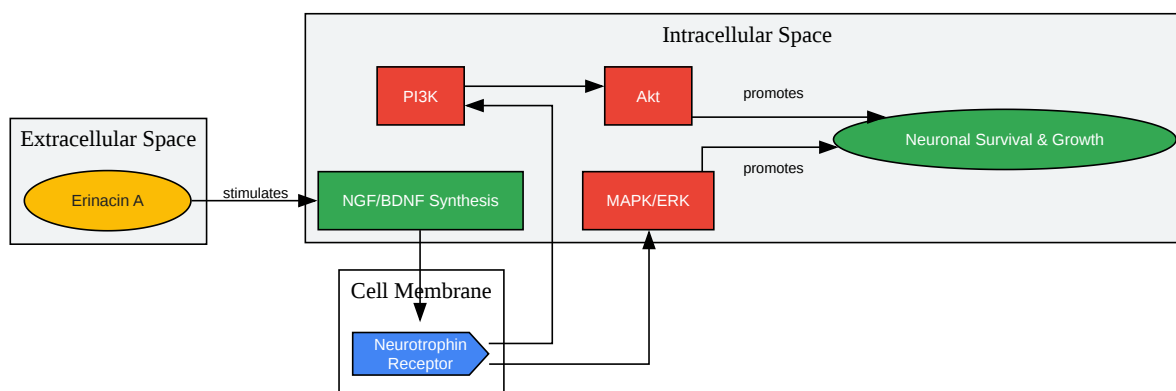 Intracellular Space
PI3K
Akt
promotes
Neuronal Survival & Growth
Extracellular Space
Erinacin A
stimulates
NGF/BDNF Synthesis
MAPK/ERK
promotes
Cell Membrane
Neurotrophin
Receptor